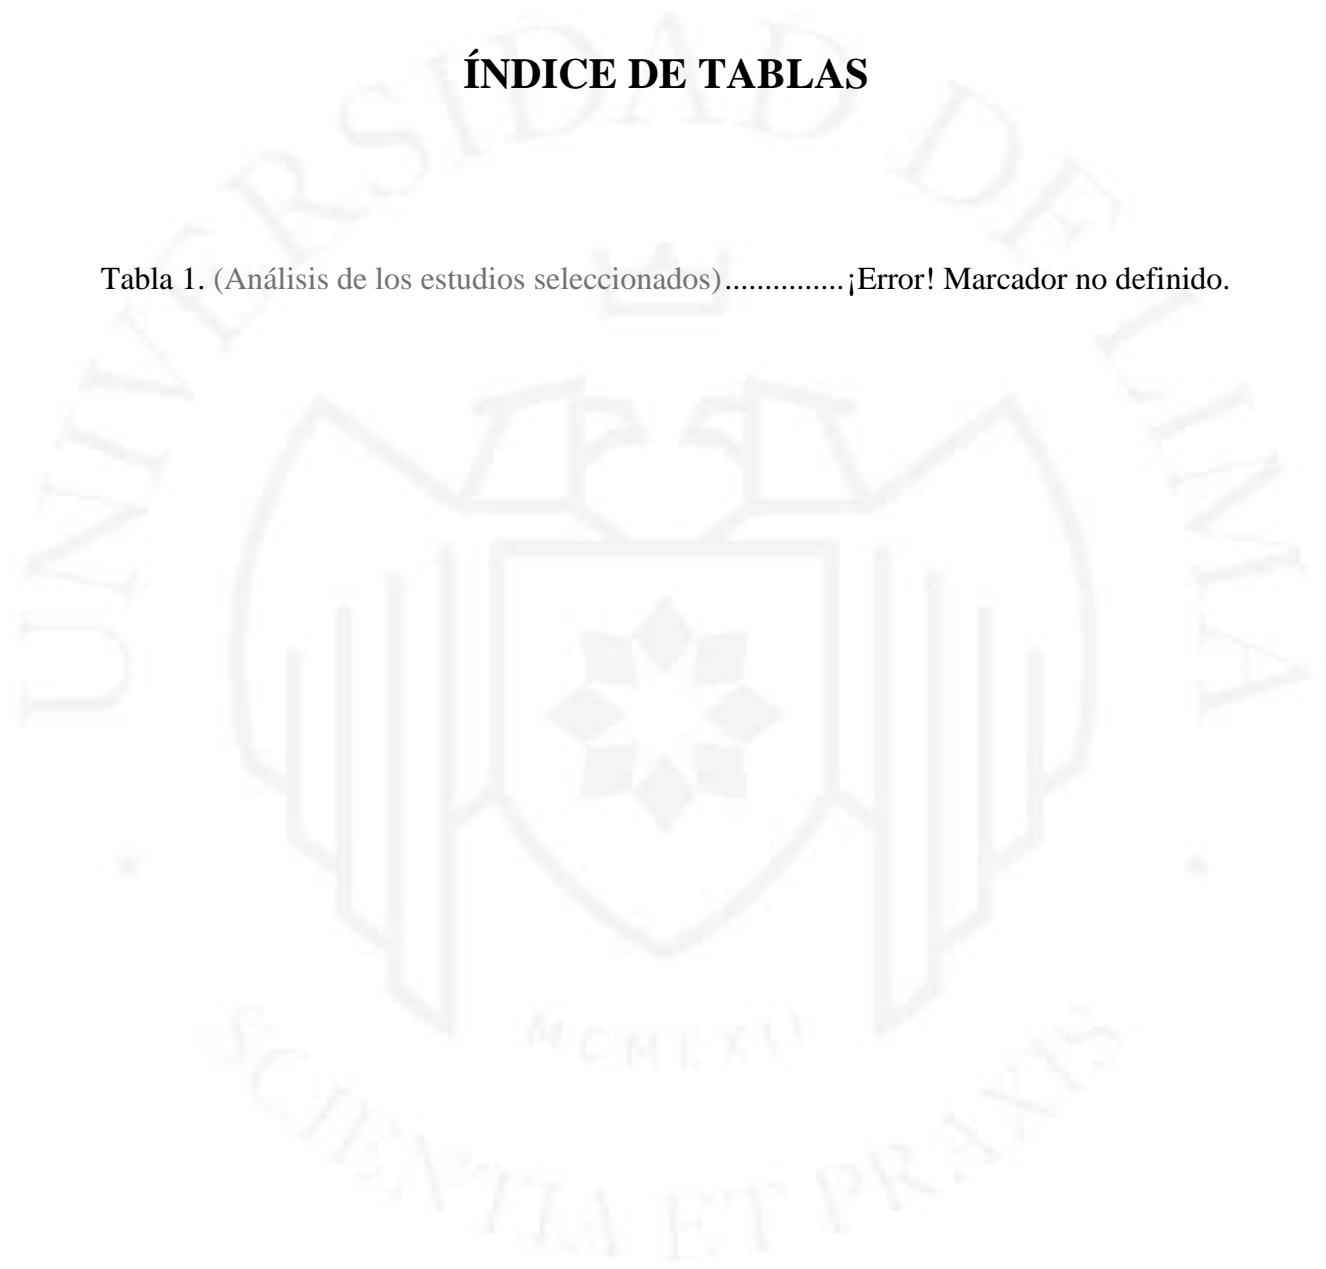 ÍNDICE DE TABLAS
Tabla 1. (Análisis de los estudios seleccionados)...............¡Error! Marcador no definido.
UNIVERSIDAD DE LIMA
MCMLXII
SCIENTIA ET PRAXIS